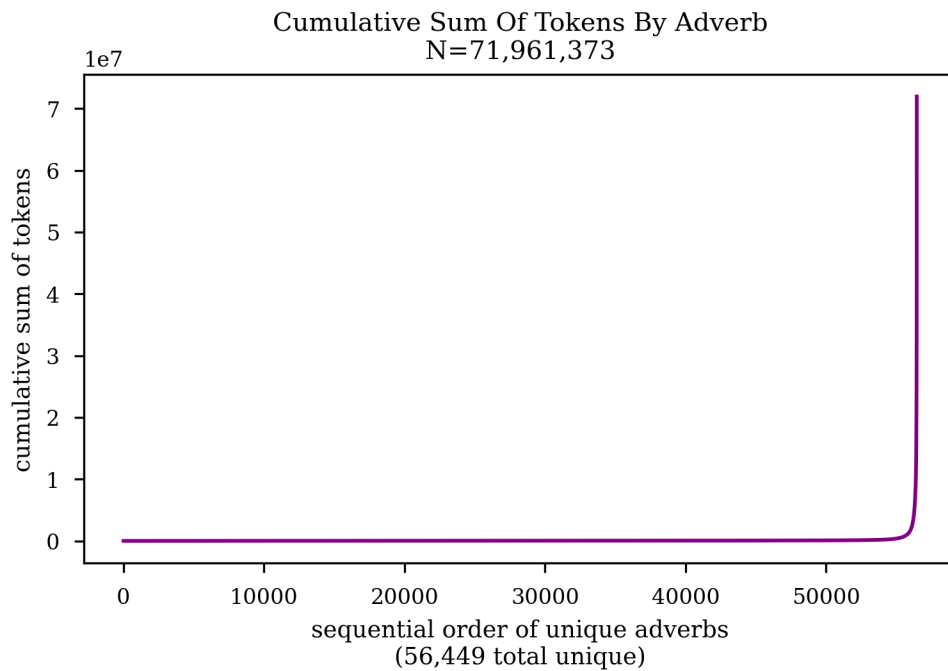 Cumulative Sum Of Tokens By Adverb
N=71,961,373
1e7
7
6
5
4
3
2
1
0
cumulative sum of tokens
0 10000 20000 30000 40000 50000
sequential order of unique adverbs
(56,449 total unique)